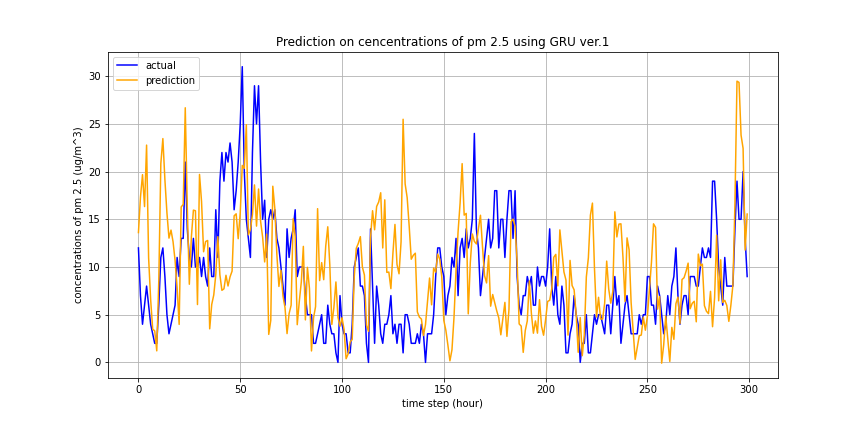 Prediction on cencentrations of pm 2.5 using GRU ver.1
actual
prediction
concentrations of pm 2.5 (ug/m^3)
30
25
20
15
10
5
0
0 50 100 150 200 250 300
time step (hour)